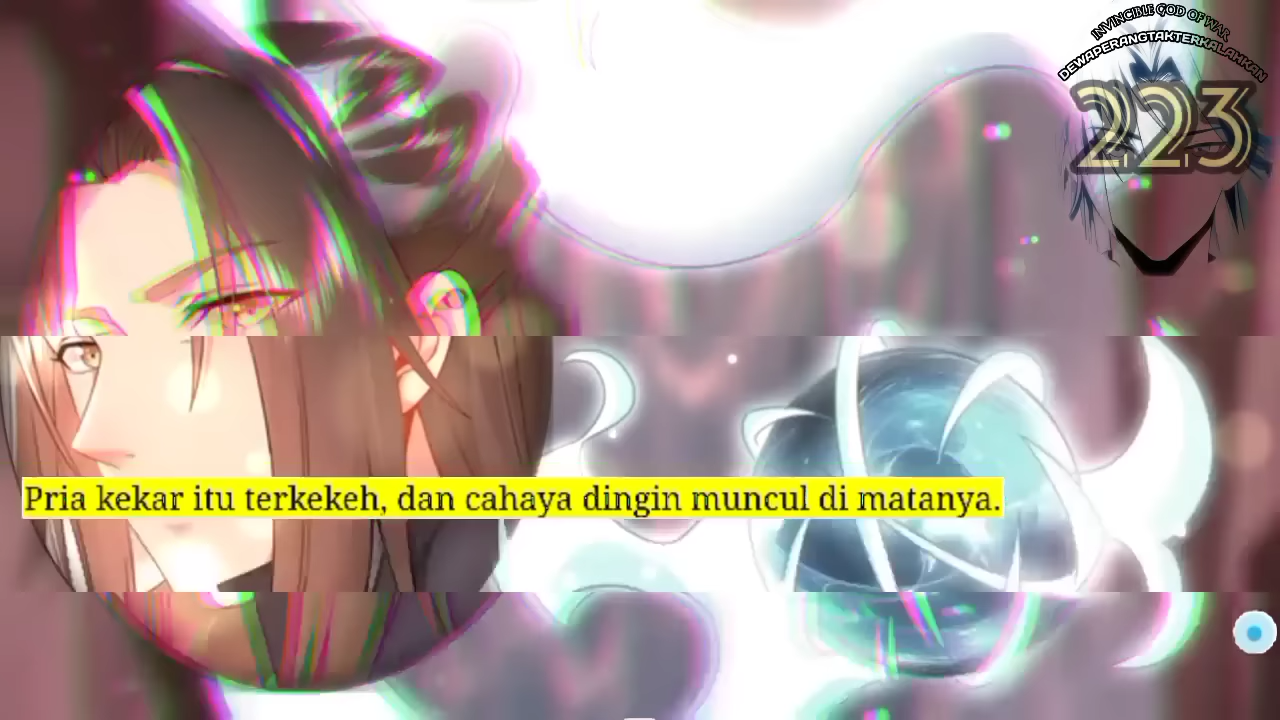 INVINCIBLE GOD OF WAR
DEWAPERANGTAKTERKALAHKAN
223
Pria kekar itu terkekeh, dan cahaya dingin muncul di matanya.